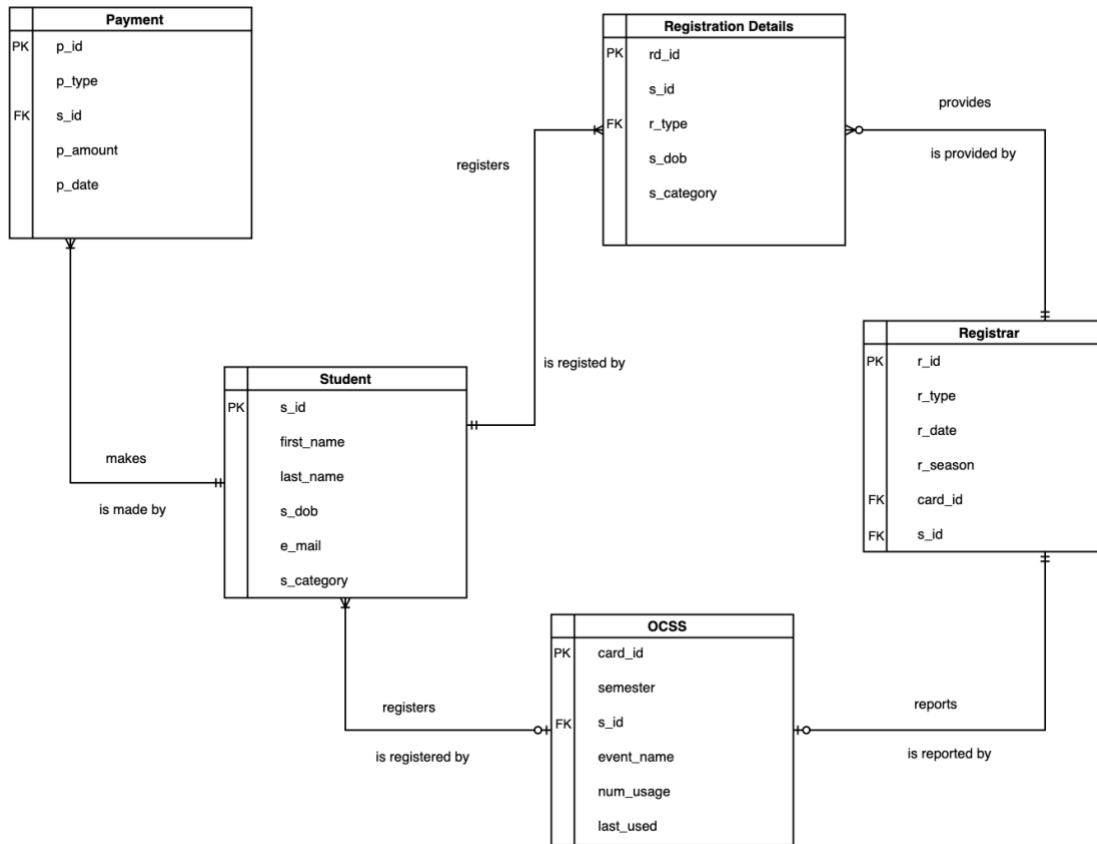 Payment
PK p_id
p_type
FK s_id
p_amount
p_date
Registration Details
PK rd_id
s_id
FK r_type
s_dob
s_category
provides
is provided by
registers
is registed by
Registrar
PK r_id
r_type
r_date
r_season
FK card_id
FK s_id
Student
PK s_id
first_name
last_name
s_dob
e_mail
s_category
makes
is made by
OCSS
PK card_id
semester
FK s_id
event_name
num_usage
last_used
registers
is registered by
reports
is reported by